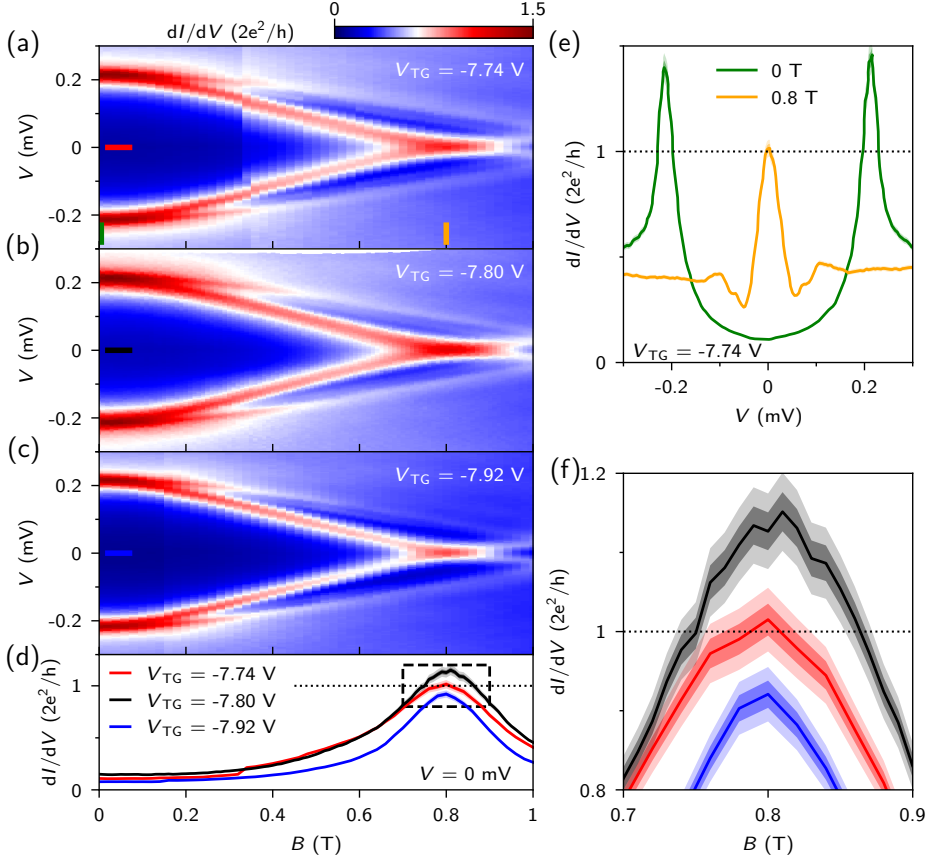 dI/dV (2e²/h)
0
1.5
(a)
V_TG = -7.74 V
V (mV)
0.2
0
-0.2
(b)
V_TG = -7.80 V
V (mV)
0.2
0
-0.2
(c)
V_TG = -7.92 V
V (mV)
0.2
0
-0.2
(d)
dI/dV (2e²/h)
1
0
V_TG = -7.74 V
V_TG = -7.80 V
V_TG = -7.92 V
V = 0 mV
0 0.2 0.4 0.6 0.8 1
B (T)
(e)
0 T
0.8 T
dI/dV (2e²/h)
1
0
V_TG = -7.74 V
-0.2 0 0.2
V (mV)
(f)
dI/dV (2e²/h)
1.2
1
0.8
0.7 0.8 0.9
B (T)